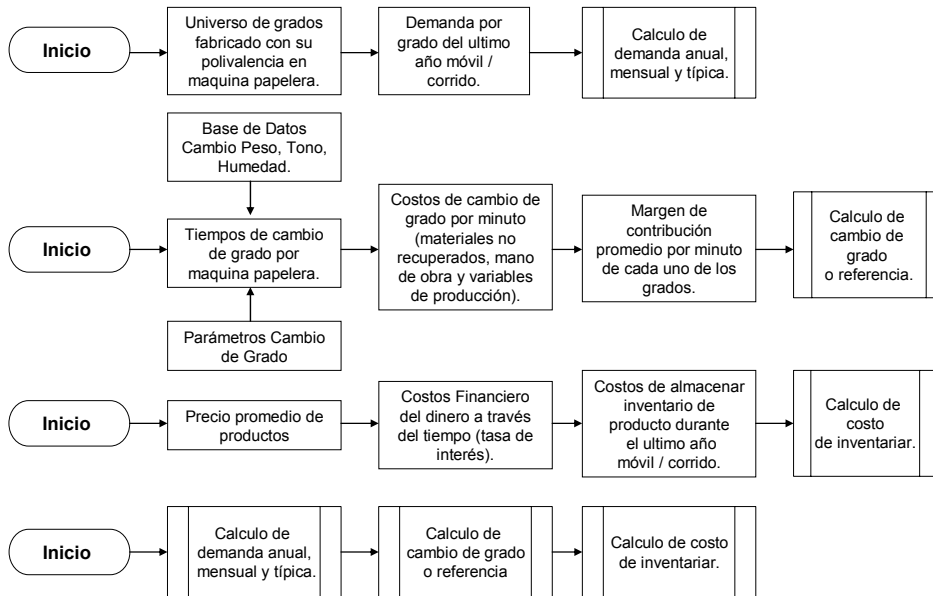 Inicio
Universo de grados
fabricado con su
polivalencia en
maquina papelera.
Demanda por
grado del ultimo
año móvil /
corrido.
Calculo de
demanda anual,
mensual y típica.
Base de Datos
Cambio Peso, Tono,
Humedad.
Inicio
Tiempos de cambio
de grado por
maquina papelera.
Costos de cambio de
grado por minuto
(materiales no
recuperados, mano
de obra y variables
de producción).
Margen de
contribución
promedio por minuto
de cada uno de los
grados.
Calculo de
cambio de
grado
o referencia.
Parámetros Cambio
de Grado
Inicio
Precio promedio de
productos
Costos Financiero
del dinero a través
del tiempo (tasa de
interés).
Costos de almacenar
inventario de
producto durante
el ultimo año
móvil / corrido.
Calculo de
costo
de inventariar.
Inicio
Calculo de
demanda anual,
mensual y típica.
Calculo de
cambio de grado
o referencia
Calculo de costo
de inventariar.